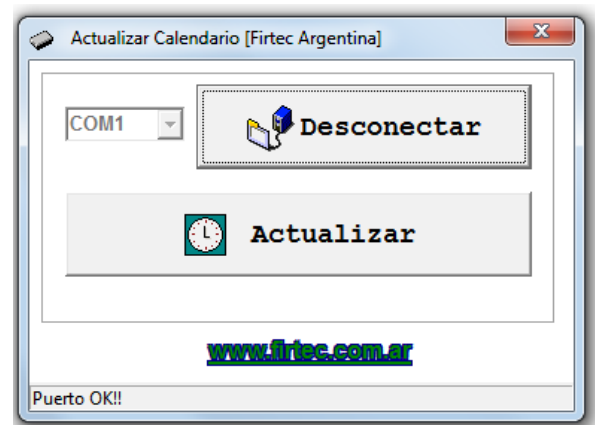 Actualizar Calendario [Firtec Argentina]
COM1
Desconectar
Actualizar
www.firtec.com.ar
Puerto OK!!